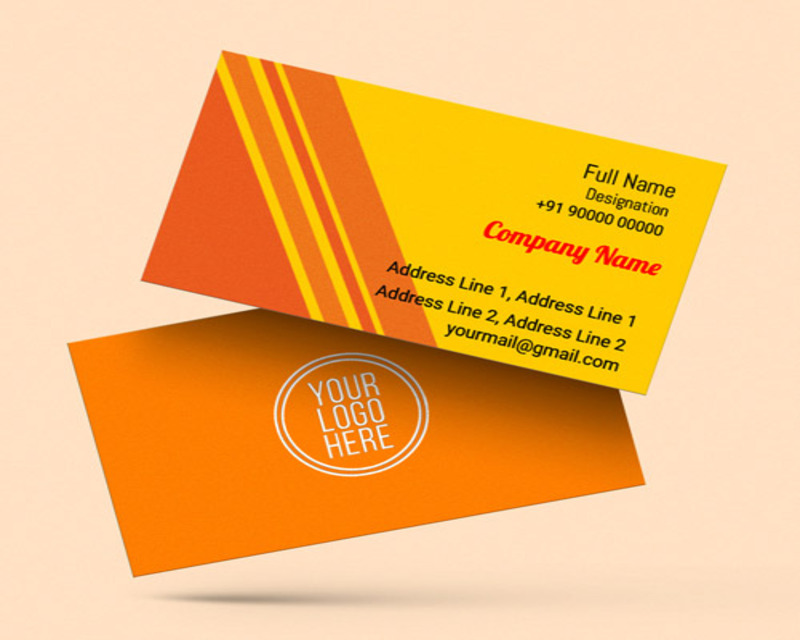 Full Name
Designation
+91 90000 00000
Company Name
Address Line 1, Address Line 1
Address Line 2, Address Line 2
yourmail@gmail.com
YOUR
LOGO
HERE